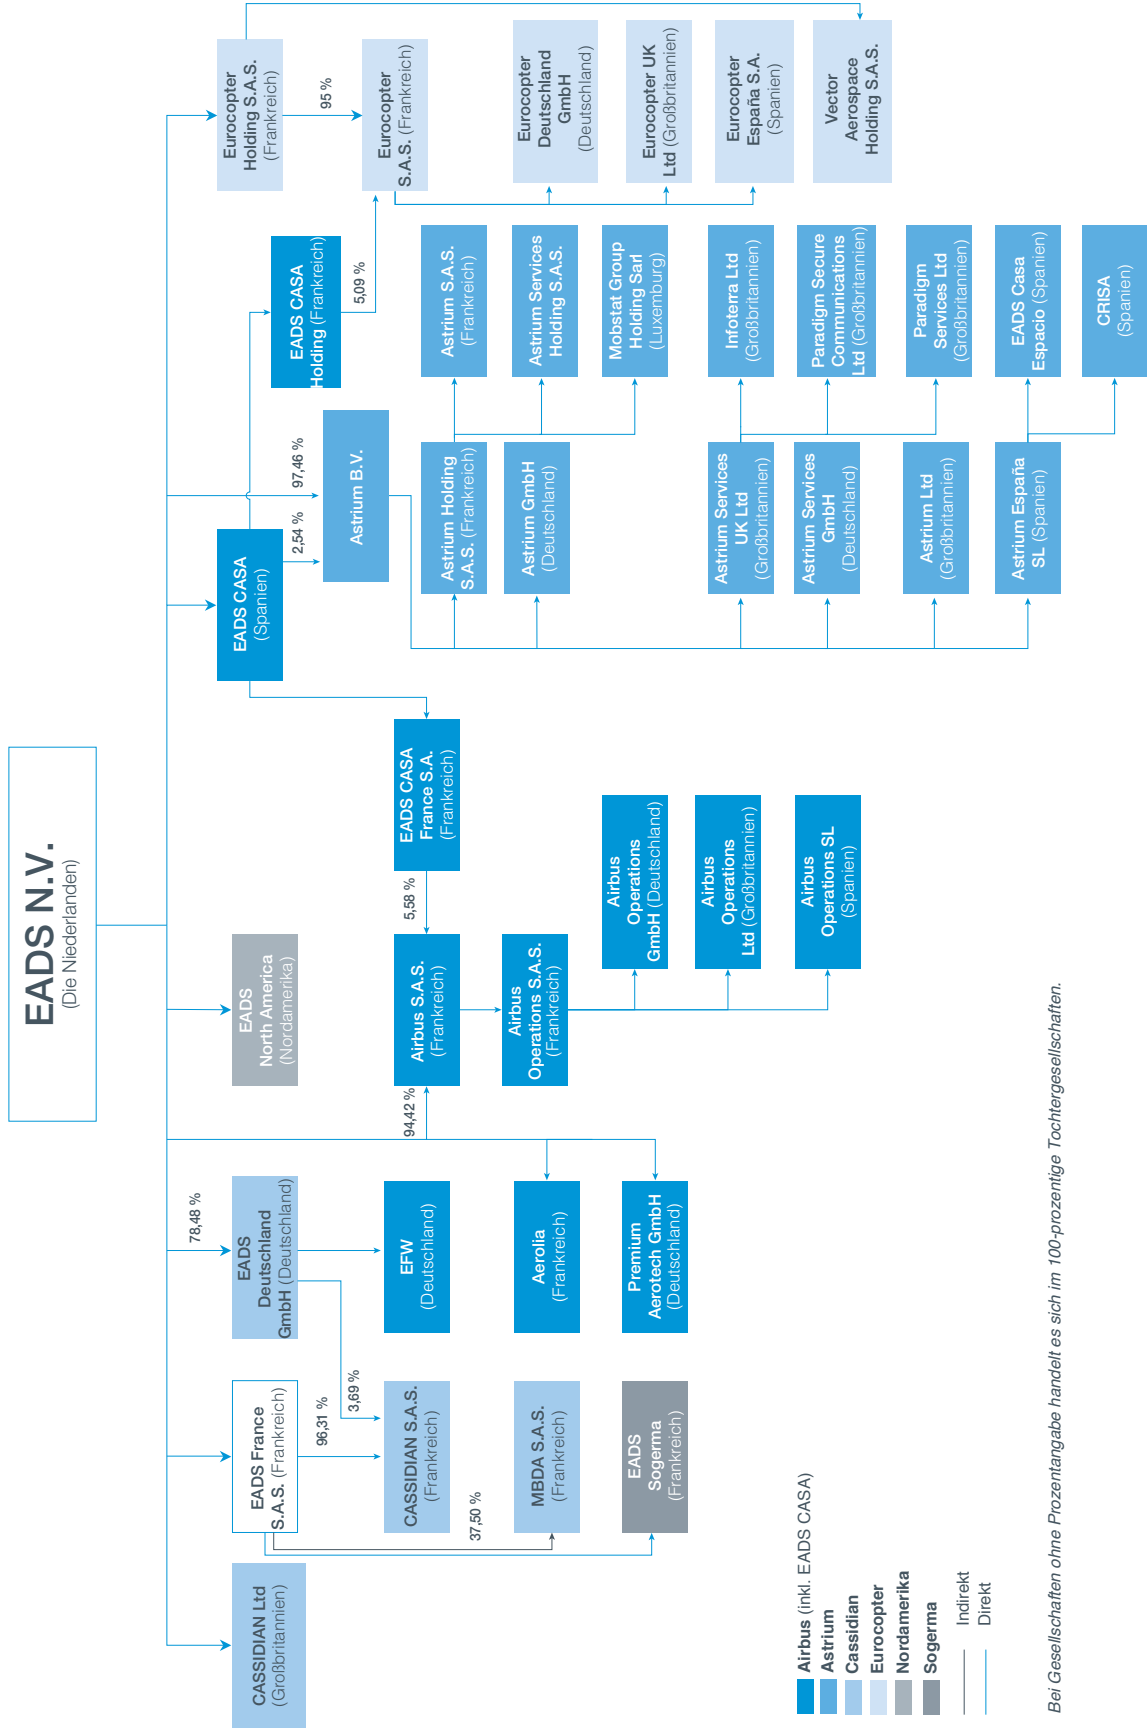 EADS N.V.
(Die Niederlanden)
CASSIDIAN Ltd
(Großbritannien)
EADS France
S.A.S. (Frankreich)
78,48 %
EADS
Deutschland
GmbH (Deutschland)
EADS
North America
(Nordamerika)
EADS CASA
(Spanien)
Eurocopter
Holding S.A.S.
(Frankreich)
96,31 %
3,69 %
37,50 %
CASSIDIAN S.A.S.
(Frankreich)
MBDA S.A.S.
(Frankreich)
EADS
Sogerma
(Frankreich)
EFW
(Deutschland)
Aerolia
(Frankreich)
Premium
Aerotech GmbH
(Deutschland)
94,42 %
Airbus S.A.S.
(Frankreich)
5,58 %
EADS CASA
France S.A.
(Frankreich)
Airbus
Operations S.A.S.
(Frankreich)
Airbus
Operations
GmbH (Deutschland)
Airbus
Operations
Ltd (Großbritannien)
Airbus
Operations SL
(Spanien)
2,54 %
97,46 %
Astrium B.V.
EADS CASA
Holding (Frankreich)
5,09 %
95 %
Eurocopter
S.A.S. (Frankreich)
Astrium Holding
S.A.S. (Frankreich)
Astrium GmbH
(Deutschland)
Astrium Services
UK Ltd
(Großbritannien)
Astrium Services
GmbH
(Deutschland)
Astrium Ltd
(Großbritannien)
Astrium España
SL (Spanien)
Astrium S.A.S.
(Frankreich)
Astrium Services
Holding S.A.S.
Mobstat Group
Holding Sarl
(Luxemburg)
Infoterra Ltd
(Großbritannien)
Paradigm Secure
Communications
Ltd (Großbritannien)
Paradigm
Services Ltd
(Großbritannien)
EADS Casa
Espacio (Spanien)
CRISA
(Spanien)
Eurocopter
Deutschland
GmbH
(Deutschland)
Eurocopter UK
Ltd (Großbritannien)
Eurocopter
España S.A.
(Spanien)
Vector
Aerospace
Holding S.A.S.
Airbus (inkl. EADS CASA)
Astrium
Cassidian
Eurocopter
Nordamerika
Sogerma
Indirekt
Direkt
Bei Gesellschaften ohne Prozentangabe handelt es sich im 100-prozentige Tochtergesellschaften.